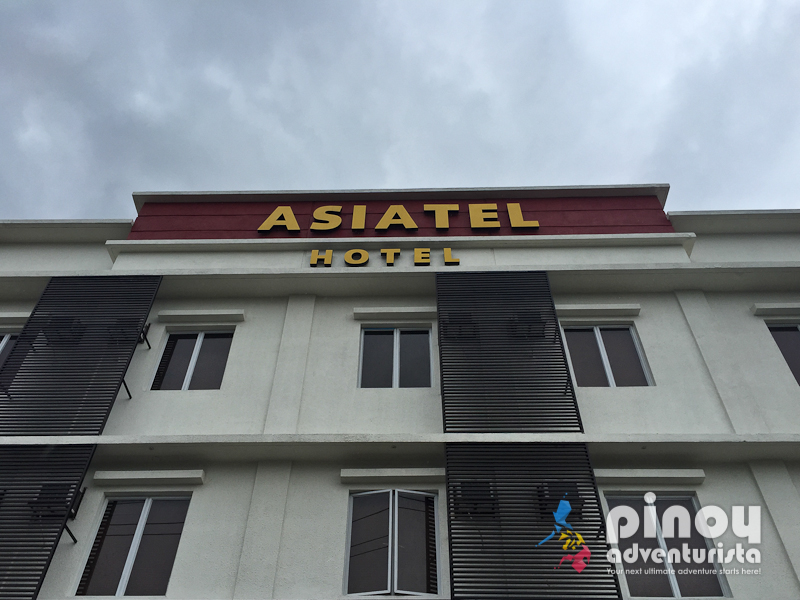 ASIATEL
HOTEL
pinoy
adventurista
Your next ultimate adventure starts here!